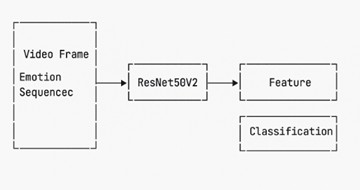 Video Frame
Emotion
Sequencec
ResNet50V2
Feature
Classification